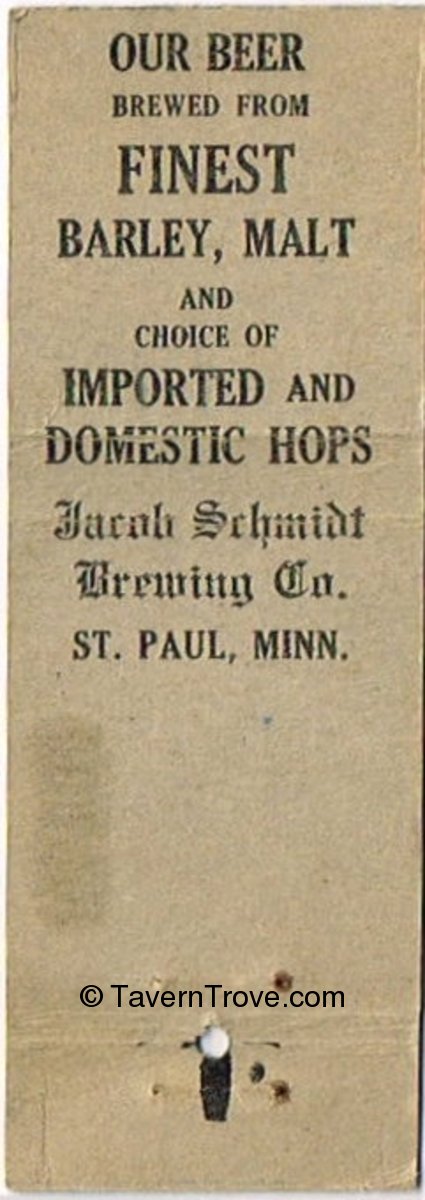 OUR BEER
BREWED FROM
FINEST
BARLEY, MALT
AND
CHOICE OF
IMPORTED AND
DOMESTIC HOPS
Jacob Schmidt
Brewing Co.
ST. PAUL, MINN.
© TavernTrove.com